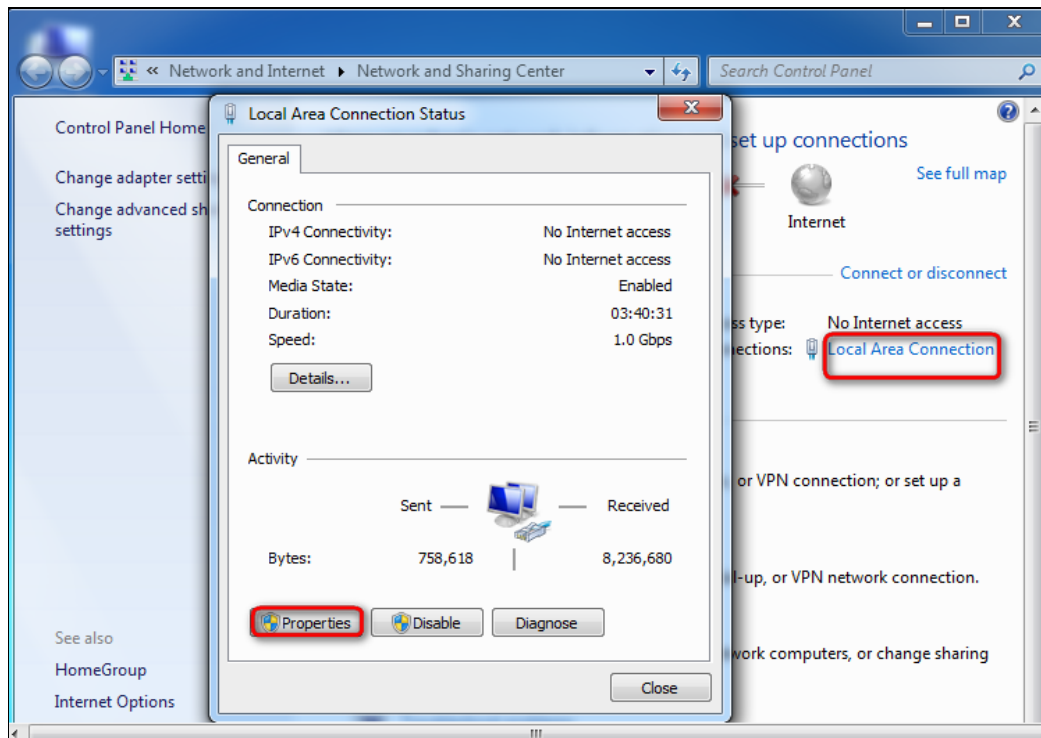 « Network and Internet Network and Sharing Center
Search Control Panel
Control Panel Home
Change adapter setti
Change advanced sh
settings
Local Area Connection Status
X
General
Connection
IPv4 Connectivity: No Internet access
IPv6 Connectivity: No Internet access
Media State: Enabled
Duration: 03:40:31
Speed: 1.0 Gbps
Details...
Activity
Sent Received
Bytes: 758,618 8,236,680
Properties Disable Diagnose
Close
set up connections
See full map
Internet
Connect or disconnect
ss type: No Internet access
ections: Local Area Connection
or VPN connection; or set up a
l-up, or VPN network connection.
work computers, or change sharing
See also
HomeGroup
Internet Options